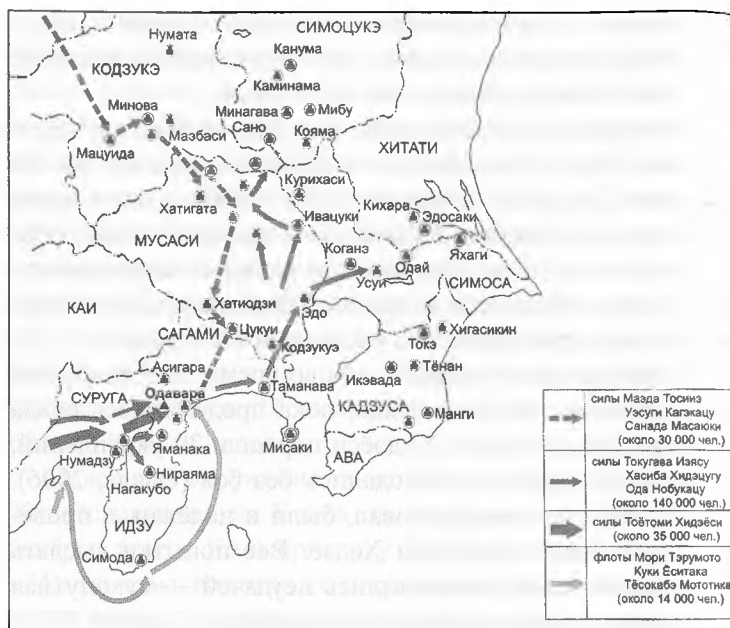 СИМОЦУКЭ
Нумата
Канума
КОДЗУКЭ
Каминама
Минова
Минагава
Мибу
Маэбаси
Сано
Кояма
ХИТАТИ
Мацуида
Курихаси
Хатигата
Кихара
Эдосаки
Ивацуки
МУСАСИ
Яхаги
Коганэ
Одай
Усуи
СИМОСА
КАИ
Хатиодзи
Эдо
САГАМИ
Цукуи
Хигасикин
Кодзукуэ
Токэ
Асигара
Икэвада
Тёнан
СУРУГА
Одавара
Таманава
КАДЗУСА
Манги
Яманака
Мисаки
Нумадзу
АВА
Нираяма
Нагакубо
ИДЗУ
Симода
силы Маэда Тосииэ
Уэсуги Кагэкацу
Санада Масаюки
(около 30 000 чел.)
силы Токугава Иэясу
Хасиба Хидэцугу
Ода Нобукацу
(около 140 000 чел.)
силы Тоётоми Хидэёси
(около 35 000 чел.)
флоты Мори Тэрумото
Куки Ёситака
Тёсокабэ Мототика
(около 14 000 чел.)